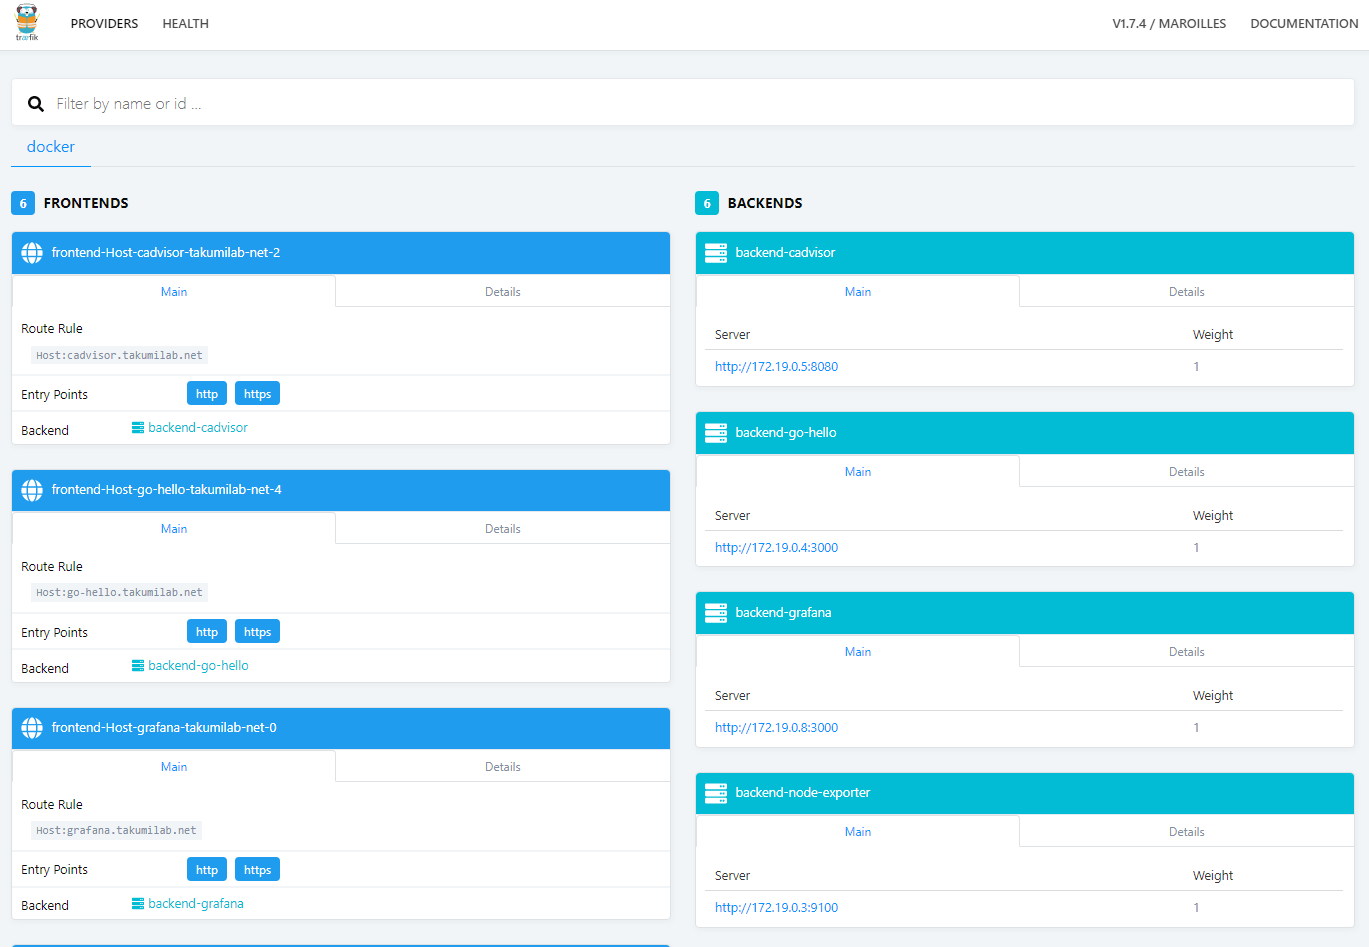 træfik
PROVIDERS HEALTH V1.7.4 / MAROILLES DOCUMENTATION
Filter by name or id ...
docker
6 FRONTENDS
frontend-Host-cadvisor-takumilab-net-2
Main Details
Route Rule
Host:cadvisor.takumilab.net
Entry Points http https
Backend backend-cadvisor
frontend-Host-go-hello-takumilab-net-4
Main Details
Route Rule
Host:go-hello.takumilab.net
Entry Points http https
Backend backend-go-hello
frontend-Host-grafana-takumilab-net-0
Main Details
Route Rule
Host:grafana.takumilab.net
Entry Points http https
Backend backend-grafana
6 BACKENDS
backend-cadvisor
Main Details
Server Weight
http://172.19.0.5:8080 1
backend-go-hello
Main Details
Server Weight
http://172.19.0.4:3000 1
backend-grafana
Main Details
Server Weight
http://172.19.0.8:3000 1
backend-node-exporter
Main Details
Server Weight
http://172.19.0.3:9100 1